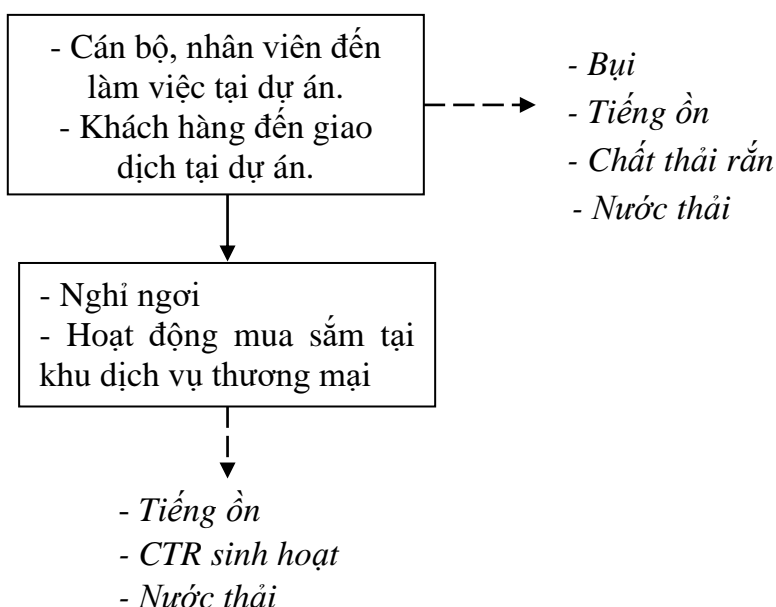 - Cán bộ, nhân viên đến
làm việc tại dự án.
- Khách hàng đến giao
dịch tại dự án.
- Bụi
- Tiếng ồn
- Chất thải rắn
- Nước thải
- Nghỉ ngơi
- Hoạt động mua sắm tại
khu dịch vụ thương mại
- Tiếng ồn
- CTR sinh hoạt
- Nước thải